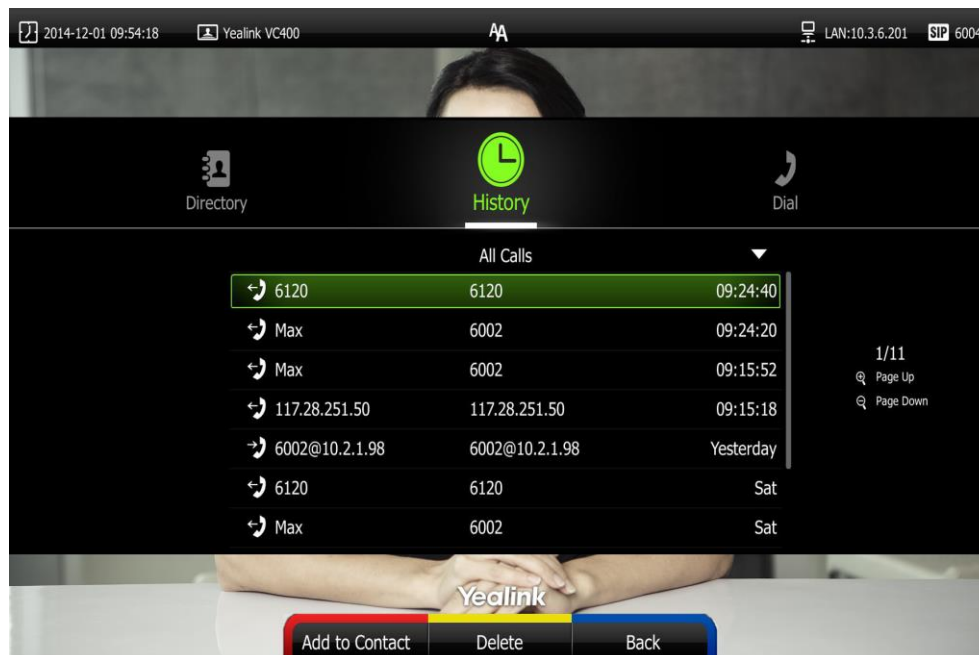 2014-12-01 09:54:18 Yealink VC400 AA LAN:10.3.6.201 SIP 6004
Directory History Dial
All Calls
6120 6120 09:24:40
Max 6002 09:24:20
Max 6002 09:15:52
117.28.251.50 117.28.251.50 09:15:18
6002@10.2.1.98 6002@10.2.1.98 Yesterday
6120 6120 Sat
Max 6002 Sat
1/11
Page Up
Page Down
Yealink
Add to Contact Delete Back